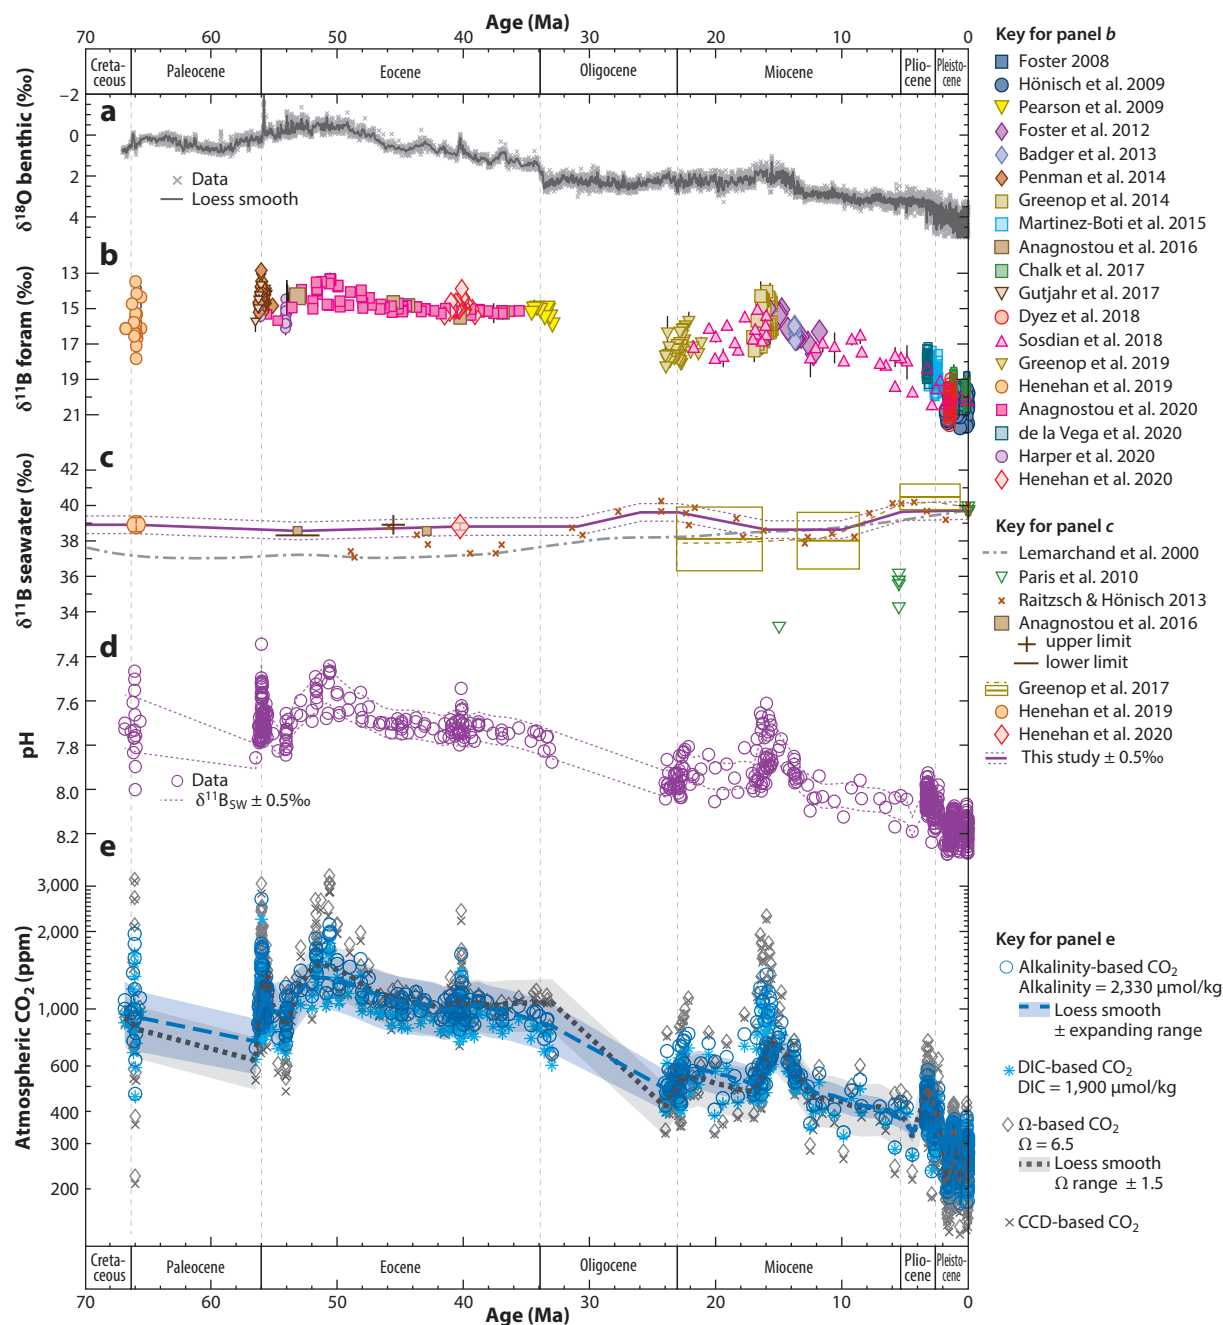 Age (Ma)
70 60 50 40 30 20 10 0
Creta-
ceous
Paleocene
Eocene
Oligocene
Miocene
Plio-
cene
Pleisto-
cene
a
δ¹⁸O benthic (‰)
−2
0
2
4
× Data
Loess smooth
b
δ¹¹B foram (‰)
13
15
17
19
21
c
δ¹¹B seawater (‰)
42
40
38
36
34
d
pH
7.4
7.6
7.8
8.0
8.2
Data
δ¹¹B_SW ± 0.5‰
e
Atmospheric CO₂ (ppm)
3,000
2,000
1,000
600
400
300
200
Creta-
ceous
Paleocene
Eocene
Oligocene
Miocene
Plio-
cene
Pleisto-
cene
70 60 50 40 30 20 10 0
Age (Ma)
Key for panel b
Foster 2008
Hönisch et al. 2009
Pearson et al. 2009
Foster et al. 2012
Badger et al. 2013
Penman et al. 2014
Greenop et al. 2014
Martinez-Boti et al. 2015
Anagnostou et al. 2016
Chalk et al. 2017
Gutjahr et al. 2017
Dyez et al. 2018
Sosdian et al. 2018
Greenop et al. 2019
Henehan et al. 2019
Anagnostou et al. 2020
de la Vega et al. 2020
Harper et al. 2020
Henehan et al. 2020
Key for panel c
Lemarchand et al. 2000
Paris et al. 2010
Raitzsch & Hönisch 2013
Anagnostou et al. 2016
upper limit
lower limit
Greenop et al. 2017
Henehan et al. 2019
Henehan et al. 2020
This study ± 0.5‰
Key for panel e
Alkalinity-based CO₂
Alkalinity = 2,330 μmol/kg
Loess smooth
± expanding range
DIC-based CO₂
DIC = 1,900 μmol/kg
Ω-based CO₂
Ω = 6.5
Loess smooth
Ω range ± 1.5
CCD-based CO₂